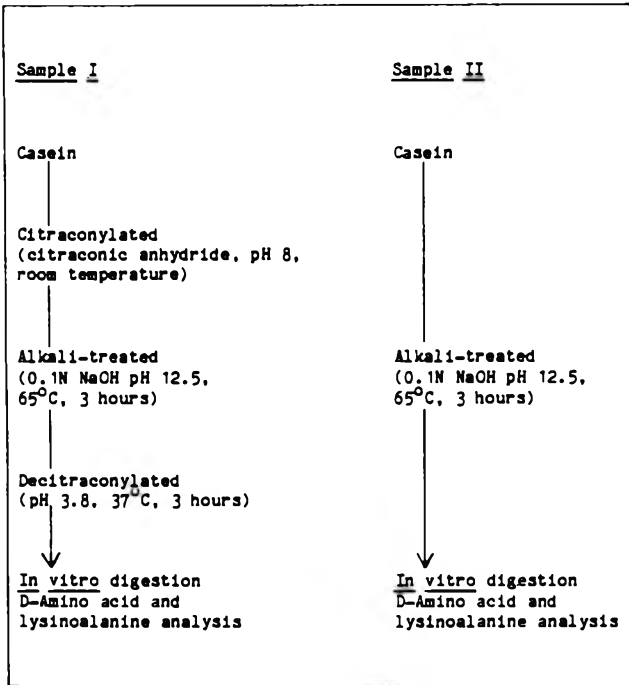 Sample I
Casein
Citraconylated
(citraconic anhydride, pH 8,
room temperature)
Alkali-treated
(0.1N NaOH pH 12.5,
65°C, 3 hours)
Decitraconylated
(pH 3.8, 37°C, 3 hours)
In vitro digestion
D-Amino acid and
lysinoalanine analysis
Sample II
Casein
Alkali-treated
(0.1N NaOH pH 12.5,
65°C, 3 hours)
In vitro digestion
D-Amino acid and
lysinoalanine analysis